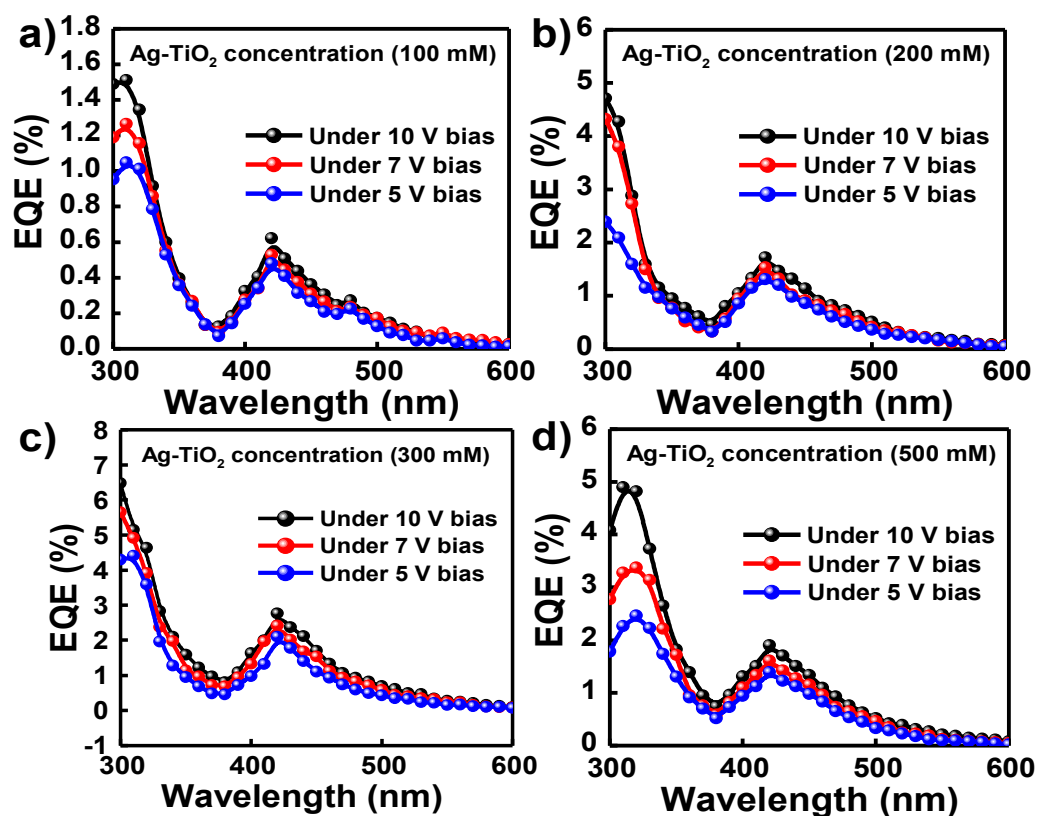 a)
Ag-TiO₂ concentration (100 mM)
Under 10 V bias
Under 7 V bias
Under 5 V bias
EQE (%)
1.8
1.6
1.4
1.2
1.0
0.8
0.6
0.4
0.2
0.0
300 400 500 600
Wavelength (nm)
b)
Ag-TiO₂ concentration (200 mM)
Under 10 V bias
Under 7 V bias
Under 5 V bias
EQE (%)
6
5
4
3
2
1
0
300 400 500 600
Wavelength (nm)
c)
Ag-TiO₂ concentration (300 mM)
Under 10 V bias
Under 7 V bias
Under 5 V bias
EQE (%)
8
7
6
5
4
3
2
1
0
-1
300 400 500 600
Wavelength (nm)
d)
Ag-TiO₂ concentration (500 mM)
Under 10 V bias
Under 7 V bias
Under 5 V bias
EQE (%)
6
5
4
3
2
1
0
300 400 500 600
Wavelength (nm)